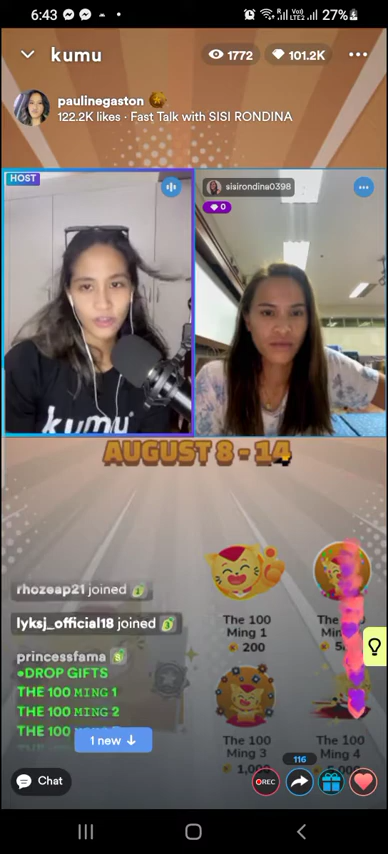 6:43
27%
kumu
1772
101.2K
paulinegaston
122.2K likes · Fast Talk with SISI RONDINA
HOST
sisirondina0398
0
kumu
AUGUST 8 - 14
rhozeap21 joined
lyksj_official18 joined
princessfama
●DROP GIFTS
THE 100 MING 1
THE 100 MING 2
THE 100
1 new ↓
The 100
Ming 1
200
The 100
Ming 3
The 100
Ming 4
116
Chat
REC